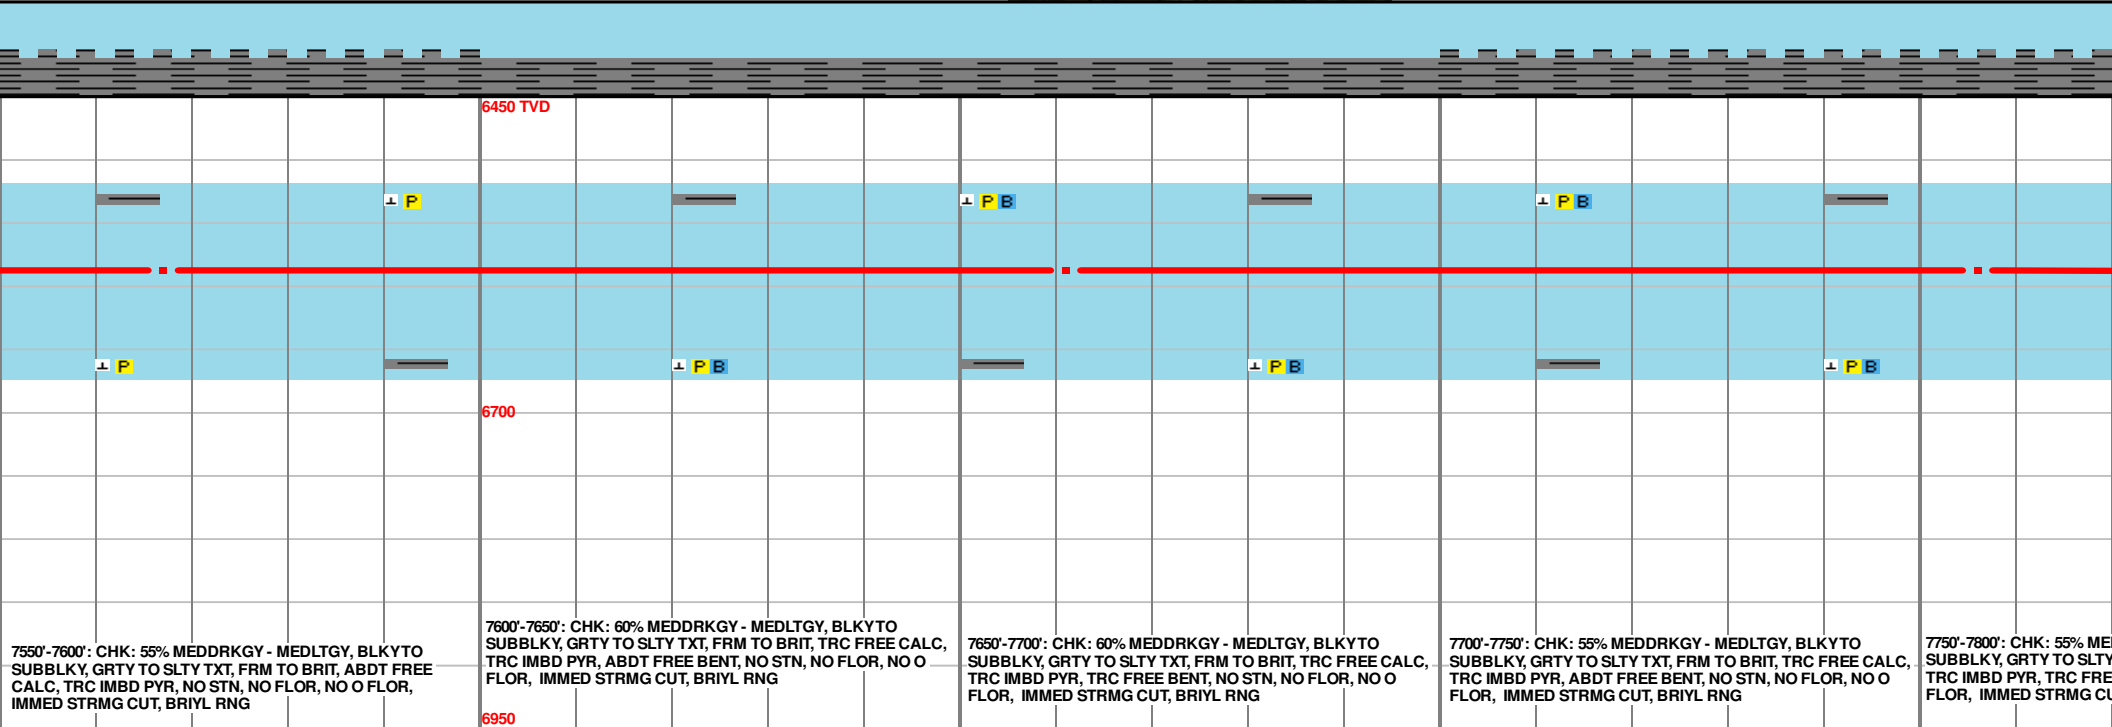 6450 TVD
P
P B
P B
P
P B
P B
P B
6700
7550'-7600': CHK: 55% MEDDRKGY - MEDLTGY, BLKYTO
SUBBLKY, GRTY TO SLTY TXT, FRM TO BRIT, ABDT FREE
CALC, TRC IMBD PYR, NO STN, NO FLOR, NO O FLOR,
IMMED STRMG CUT, BRIYL RNG
7600'-7650': CHK: 60% MEDDRKGY - MEDLTGY, BLKYTO
SUBBLKY, GRTY TO SLTY TXT, FRM TO BRIT, TRC FREE CALC,
TRC IMBD PYR, ABDT FREE BENT, NO STN, NO FLOR, NO O
FLOR, IMMED STRMG CUT, BRIYL RNG
7650'-7700': CHK: 60% MEDDRKGY - MEDLTGY, BLKYTO
SUBBLKY, GRTY TO SLTY TXT, FRM TO BRIT, TRC FREE CALC,
TRC IMBD PYR, TRC FREE BENT, NO STN, NO FLOR, NO O
FLOR, IMMED STRMG CUT, BRIYL RNG
7700'-7750': CHK: 55% MEDDRKGY - MEDLTGY, BLKYTO
SUBBLKY, GRTY TO SLTY TXT, FRM TO BRIT, TRC FREE CALC,
TRC IMBD PYR, ABDT FREE BENT, NO STN, NO FLOR, NO O
FLOR, IMMED STRMG CUT, BRIYL RNG
7750'-7800': CHK: 55% ME
SUBBLKY, GRTY TO SLTY
TRC IMBD PYR, TRC FRE
FLOR, IMMED STRMG CU
6950